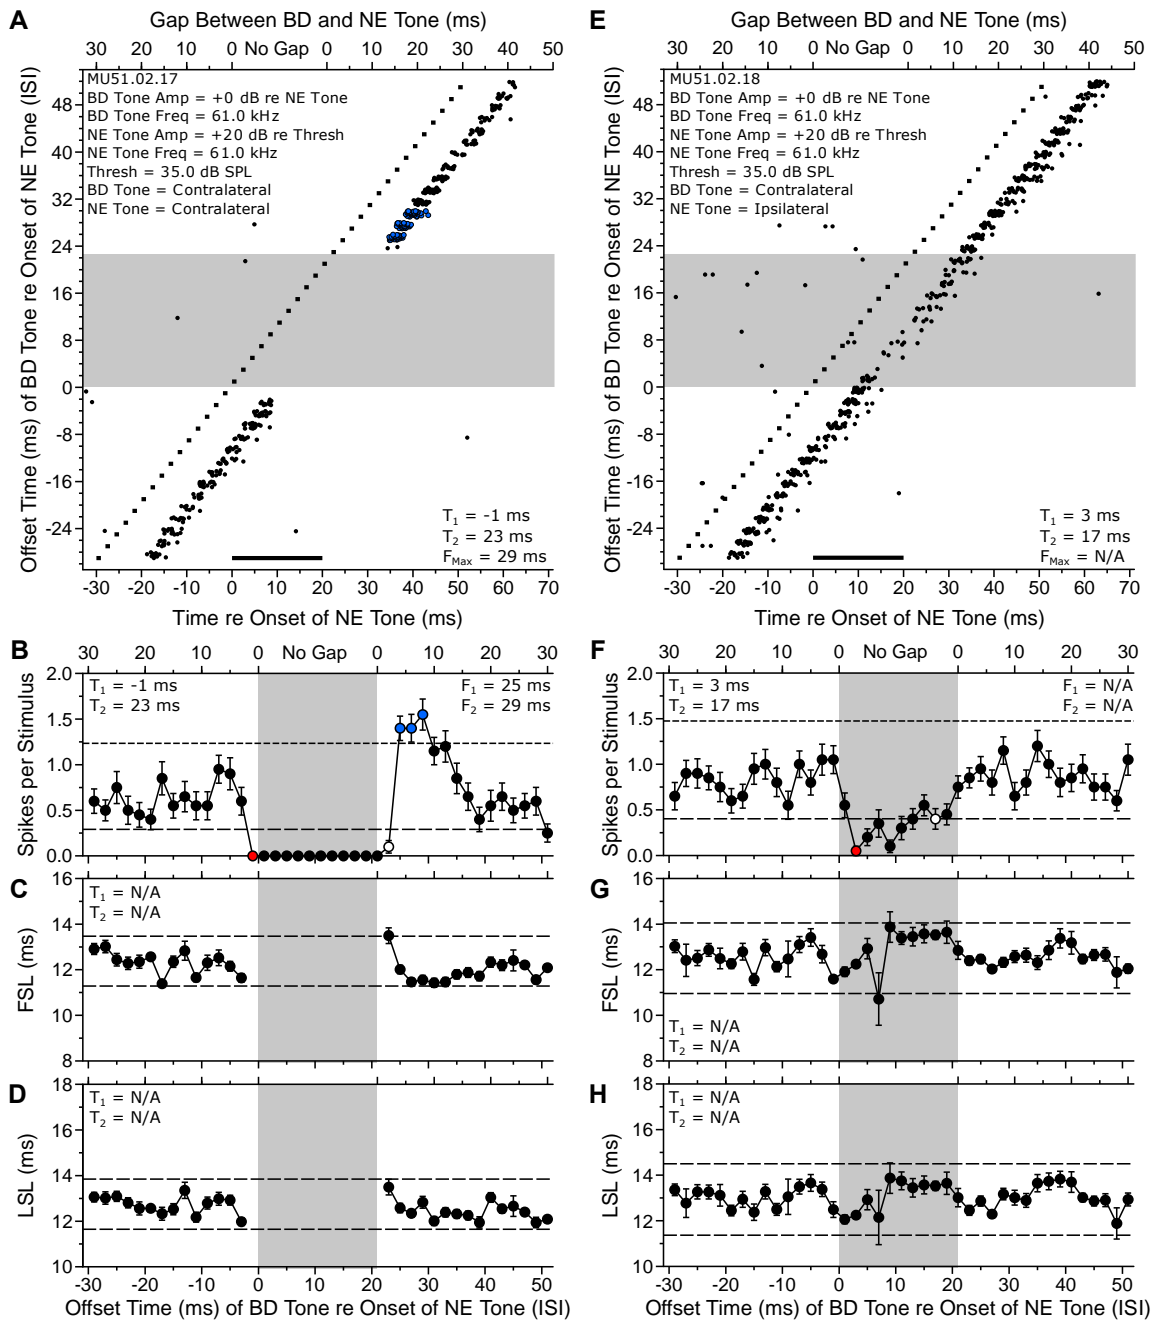 A
Gap Between BD and NE Tone (ms)
30 20 10 0 No Gap 0 10 20 30 40 50
MU51.02.17
BD Tone Amp = +0 dB re NE Tone
BD Tone Freq = 61.0 kHz
NE Tone Amp = +20 dB re Thresh
NE Tone Freq = 61.0 kHz
Thresh = 35.0 dB SPL
BD Tone = Contralateral
NE Tone = Contralateral
Offset Time (ms) of BD Tone re Onset of NE Tone (ISI)
48
40
32
24
16
8
0
-8
-16
-24
T1 = -1 ms
T2 = 23 ms
FMax = 29 ms
-30 -20 -10 0 10 20 30 40 50 60 70
Time re Onset of NE Tone (ms)
E
Gap Between BD and NE Tone (ms)
30 20 10 0 No Gap 0 10 20 30 40 50
MU51.02.18
BD Tone Amp = +0 dB re NE Tone
BD Tone Freq = 61.0 kHz
NE Tone Amp = +20 dB re Thresh
NE Tone Freq = 61.0 kHz
Thresh = 35.0 dB SPL
BD Tone = Contralateral
NE Tone = Ipsilateral
Offset Time (ms) of BD Tone re Onset of NE Tone (ISI)
48
40
32
24
16
8
0
-8
-16
-24
T1 = 3 ms
T2 = 17 ms
FMax = N/A
-30 -20 -10 0 10 20 30 40 50 60 70
Time re Onset of NE Tone (ms)
B
30 20 10 0 No Gap 0 10 20 30
Spikes per Stimulus
2.0
1.5
1.0
0.5
0.0
T1 = -1 ms
T2 = 23 ms
F1 = 25 ms
F2 = 29 ms
F
30 20 10 0 No Gap 0 10 20 30
Spikes per Stimulus
2.0
1.5
1.0
0.5
0.0
T1 = 3 ms
T2 = 17 ms
F1 = N/A
F2 = N/A
C
FSL (ms)
16
14
12
10
8
T1 = N/A
T2 = N/A
G
FSL (ms)
16
14
12
10
8
T1 = N/A
T2 = N/A
D
LSL (ms)
18
16
14
12
10
T1 = N/A
T2 = N/A
-30 -20 -10 0 10 20 30 40 50
Offset Time (ms) of BD Tone re Onset of NE Tone (ISI)
H
LSL (ms)
18
16
14
12
10
T1 = N/A
T2 = N/A
-30 -20 -10 0 10 20 30 40 50
Offset Time (ms) of BD Tone re Onset of NE Tone (ISI)